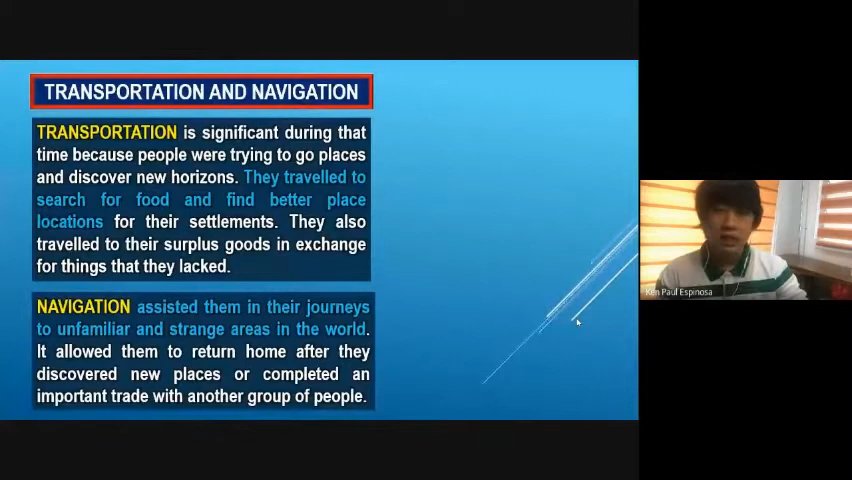 TRANSPORTATION AND NAVIGATION
TRANSPORTATION is significant during that
time because people were trying to go places
and discover new horizons. They travelled to
search for food and find better place
locations for their settlements. They also
travelled to their surplus goods in exchange
for things that they lacked.
NAVIGATION assisted them in their journeys
to unfamiliar and strange areas in the world.
It allowed them to return home after they
discovered new places or completed an
important trade with another group of people.
Ken Paul Espinosa